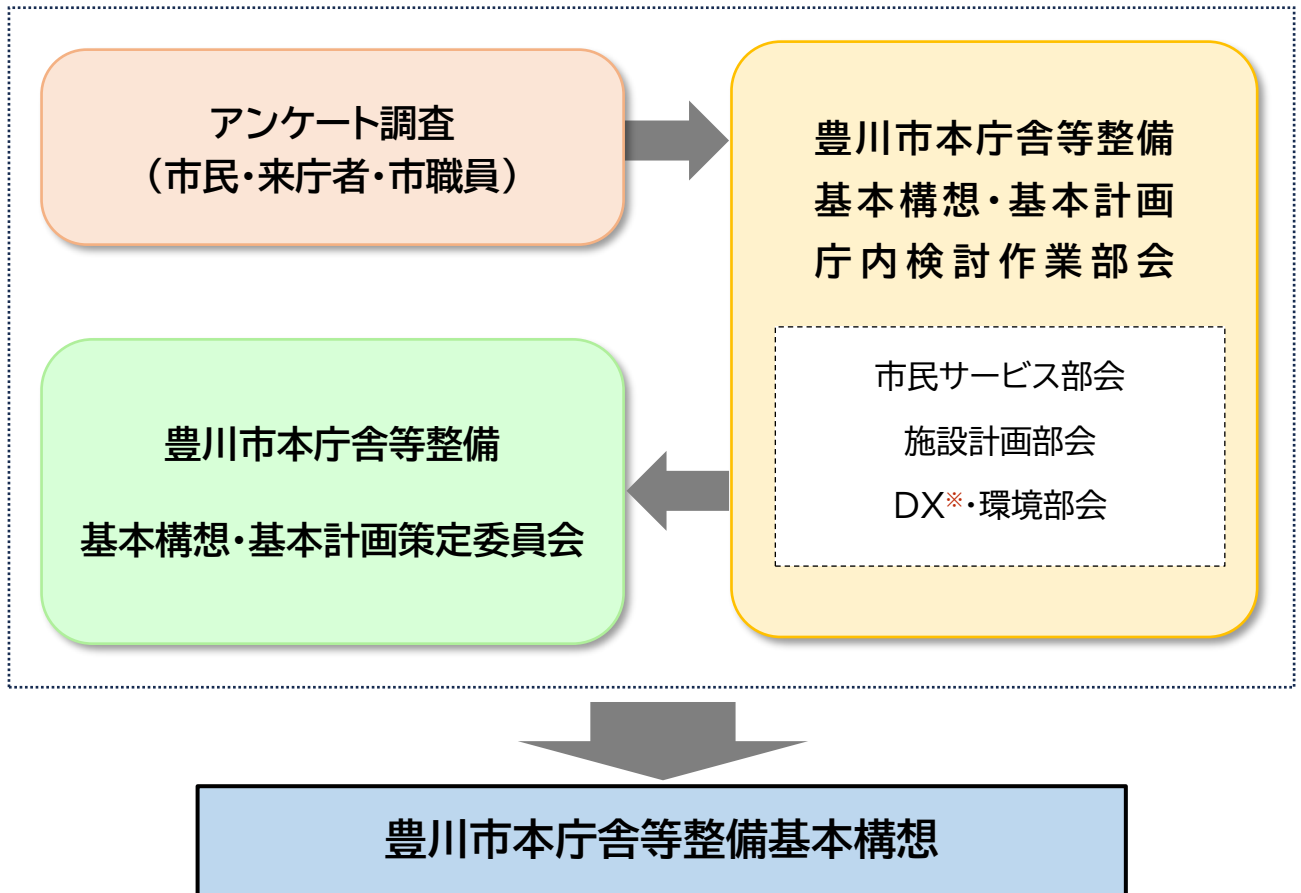 アンケート調査
（市民・来庁者・市職員）
豊川市本庁舎等整備
基本構想・基本計画
庁内検討作業部会
市民サービス部会
施設計画部会
DX※・環境部会
豊川市本庁舎等整備
基本構想・基本計画策定委員会
豊川市本庁舎等整備基本構想